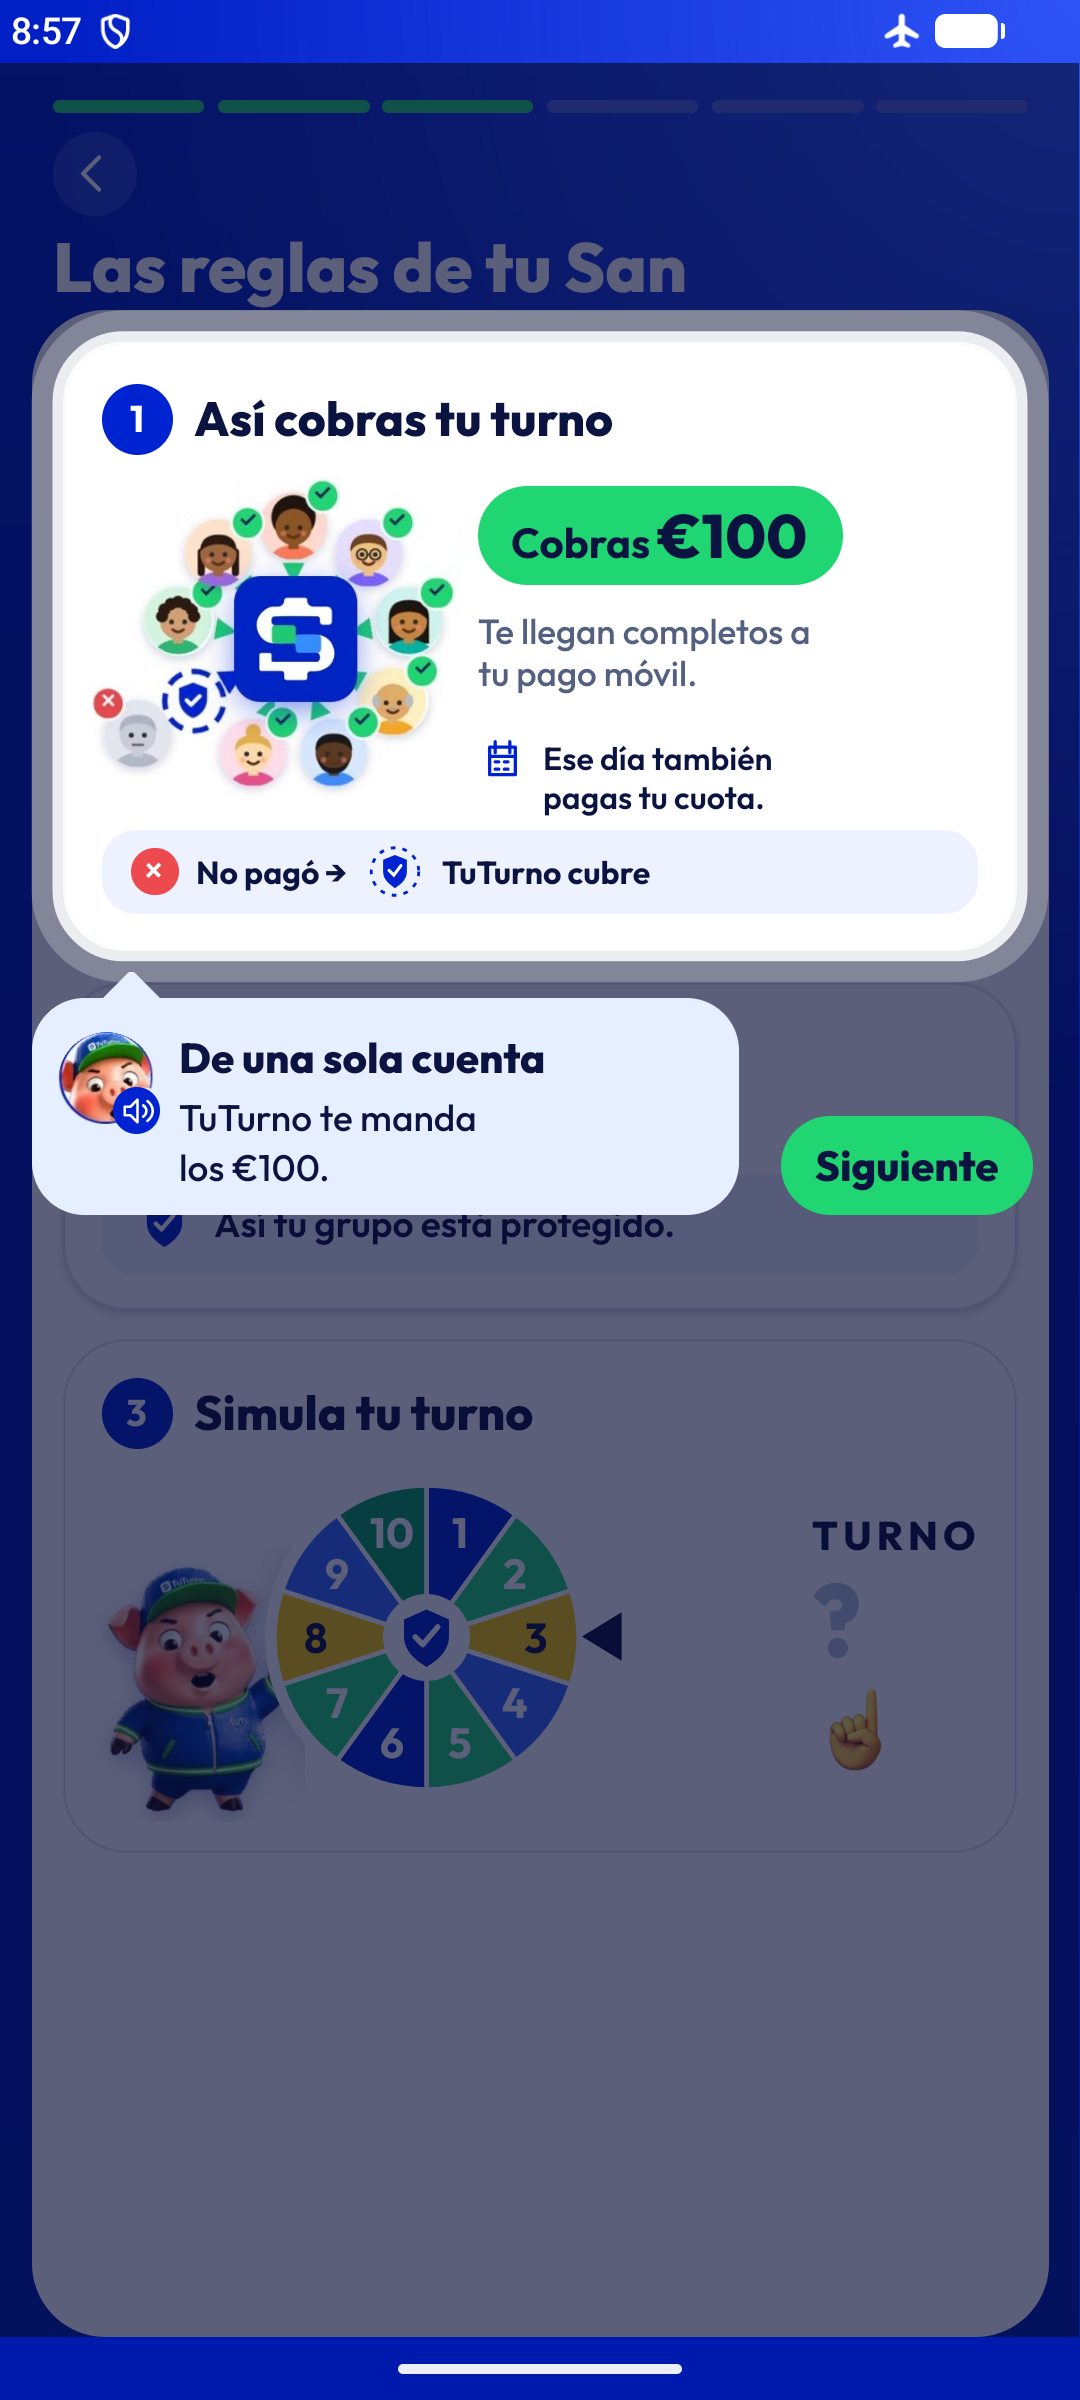 8:57
Las reglas de tu San
1 Así cobras tu turno
Cobras €100
Te llegan completos a
tu pago móvil.
Ese día también
pagas tu cuota.
No pagó → TuTurno cubre
De una sola cuenta
TuTurno te manda
los €100.
Siguiente
Así tu grupo está protegido.
3 Simula tu turno
10
1
9
2
8
3
7
4
6
5
TURNO
?
TuTurno